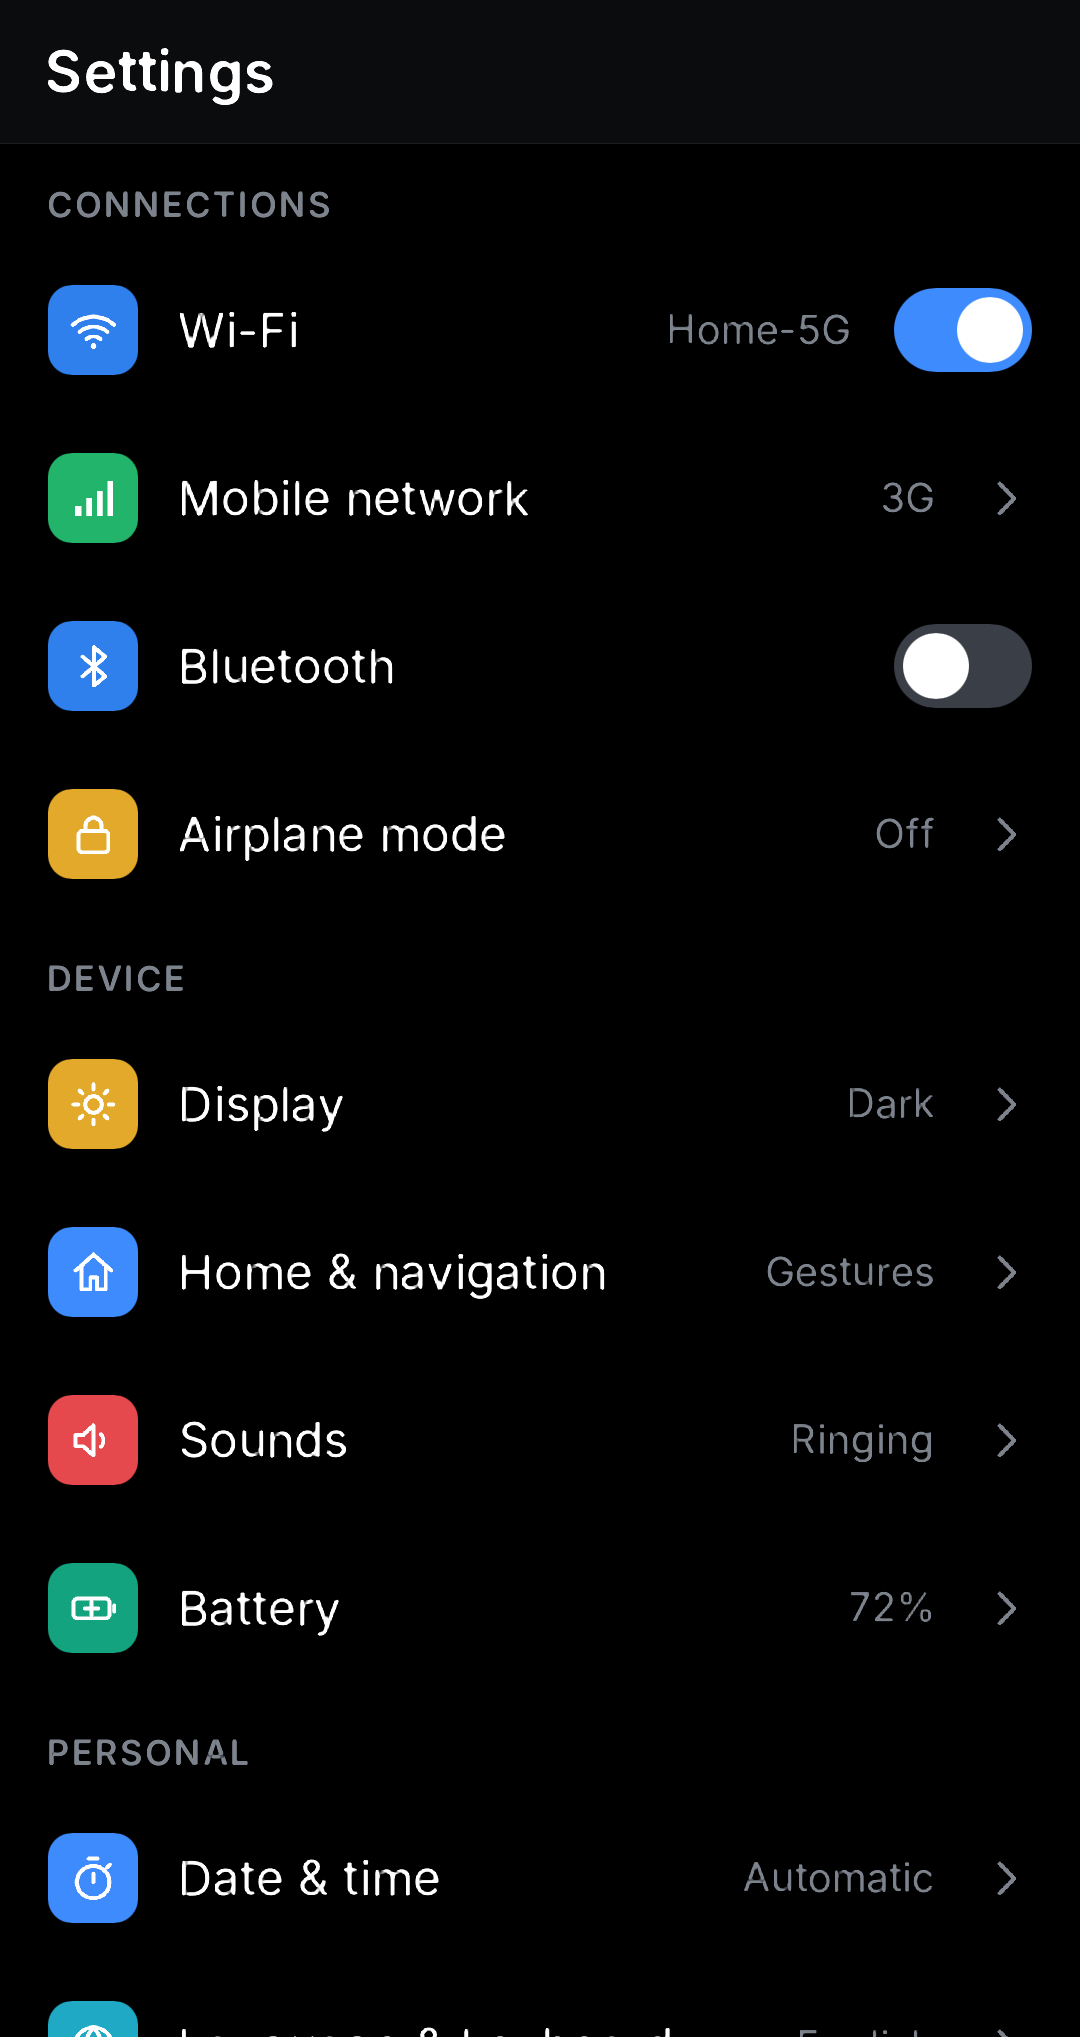 Settings
CONNECTIONS
Wi-Fi Home-5G
Mobile network 3G
Bluetooth
Airplane mode Off
DEVICE
Display Dark
Home & navigation Gestures
Sounds Ringing
Battery 72%
PERSONAL
Date & time Automatic